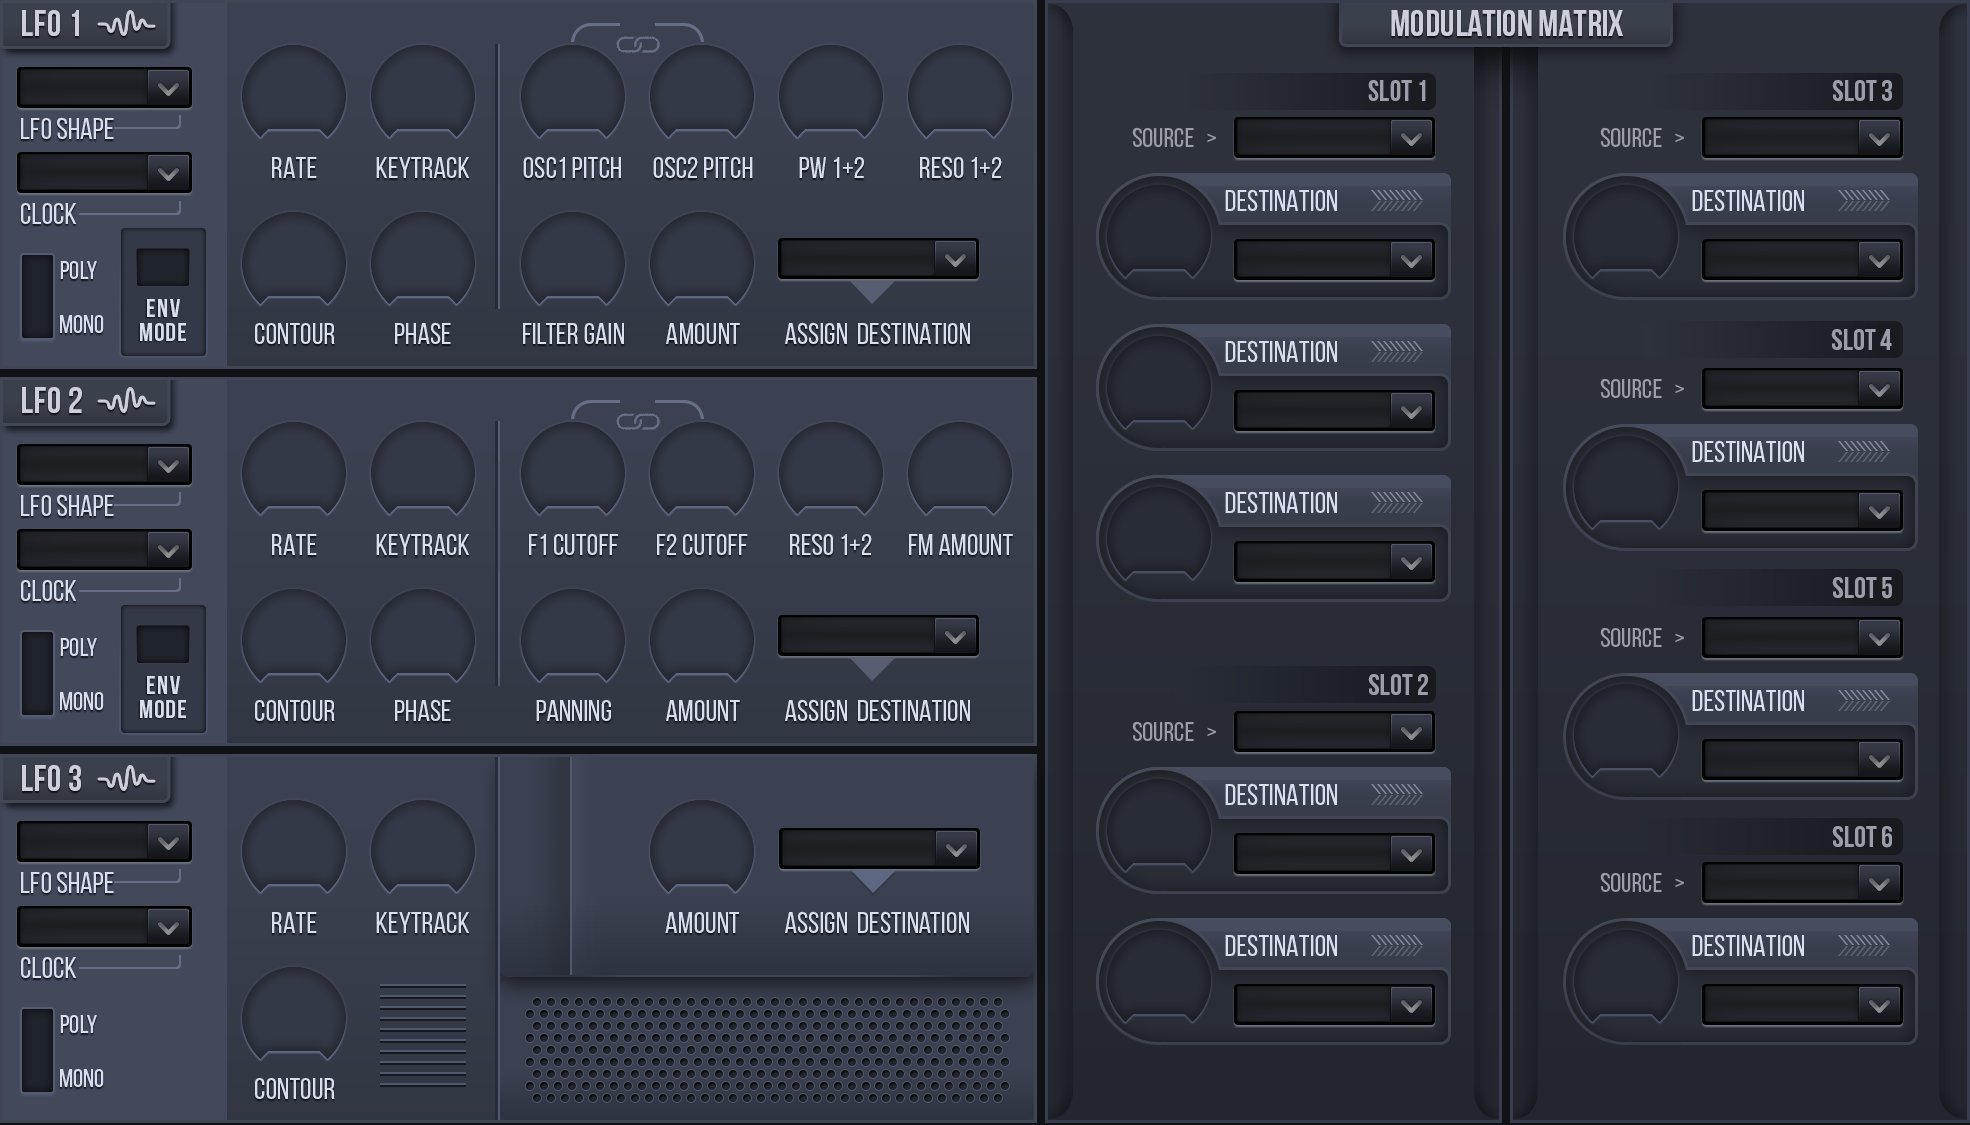 LFO 1
LFO SHAPE
CLOCK
POLY
MONO
ENV
MODE
RATE
KEYTRACK
OSC1 PITCH
OSC2 PITCH
PW 1+2
RESO 1+2
CONTOUR
PHASE
FILTER GAIN
AMOUNT
ASSIGN DESTINATION
LFO 2
LFO SHAPE
CLOCK
POLY
MONO
ENV
MODE
RATE
KEYTRACK
F1 CUTOFF
F2 CUTOFF
RESO 1+2
FM AMOUNT
CONTOUR
PHASE
PANNING
AMOUNT
ASSIGN DESTINATION
LFO 3
LFO SHAPE
CLOCK
POLY
MONO
RATE
KEYTRACK
AMOUNT
ASSIGN DESTINATION
CONTOUR
MODULATION MATRIX
SLOT 1
SOURCE >
DESTINATION
DESTINATION
DESTINATION
SLOT 2
SOURCE >
DESTINATION
DESTINATION
SLOT 3
SOURCE >
DESTINATION
SLOT 4
SOURCE >
DESTINATION
SLOT 5
SOURCE >
DESTINATION
SLOT 6
SOURCE >
DESTINATION